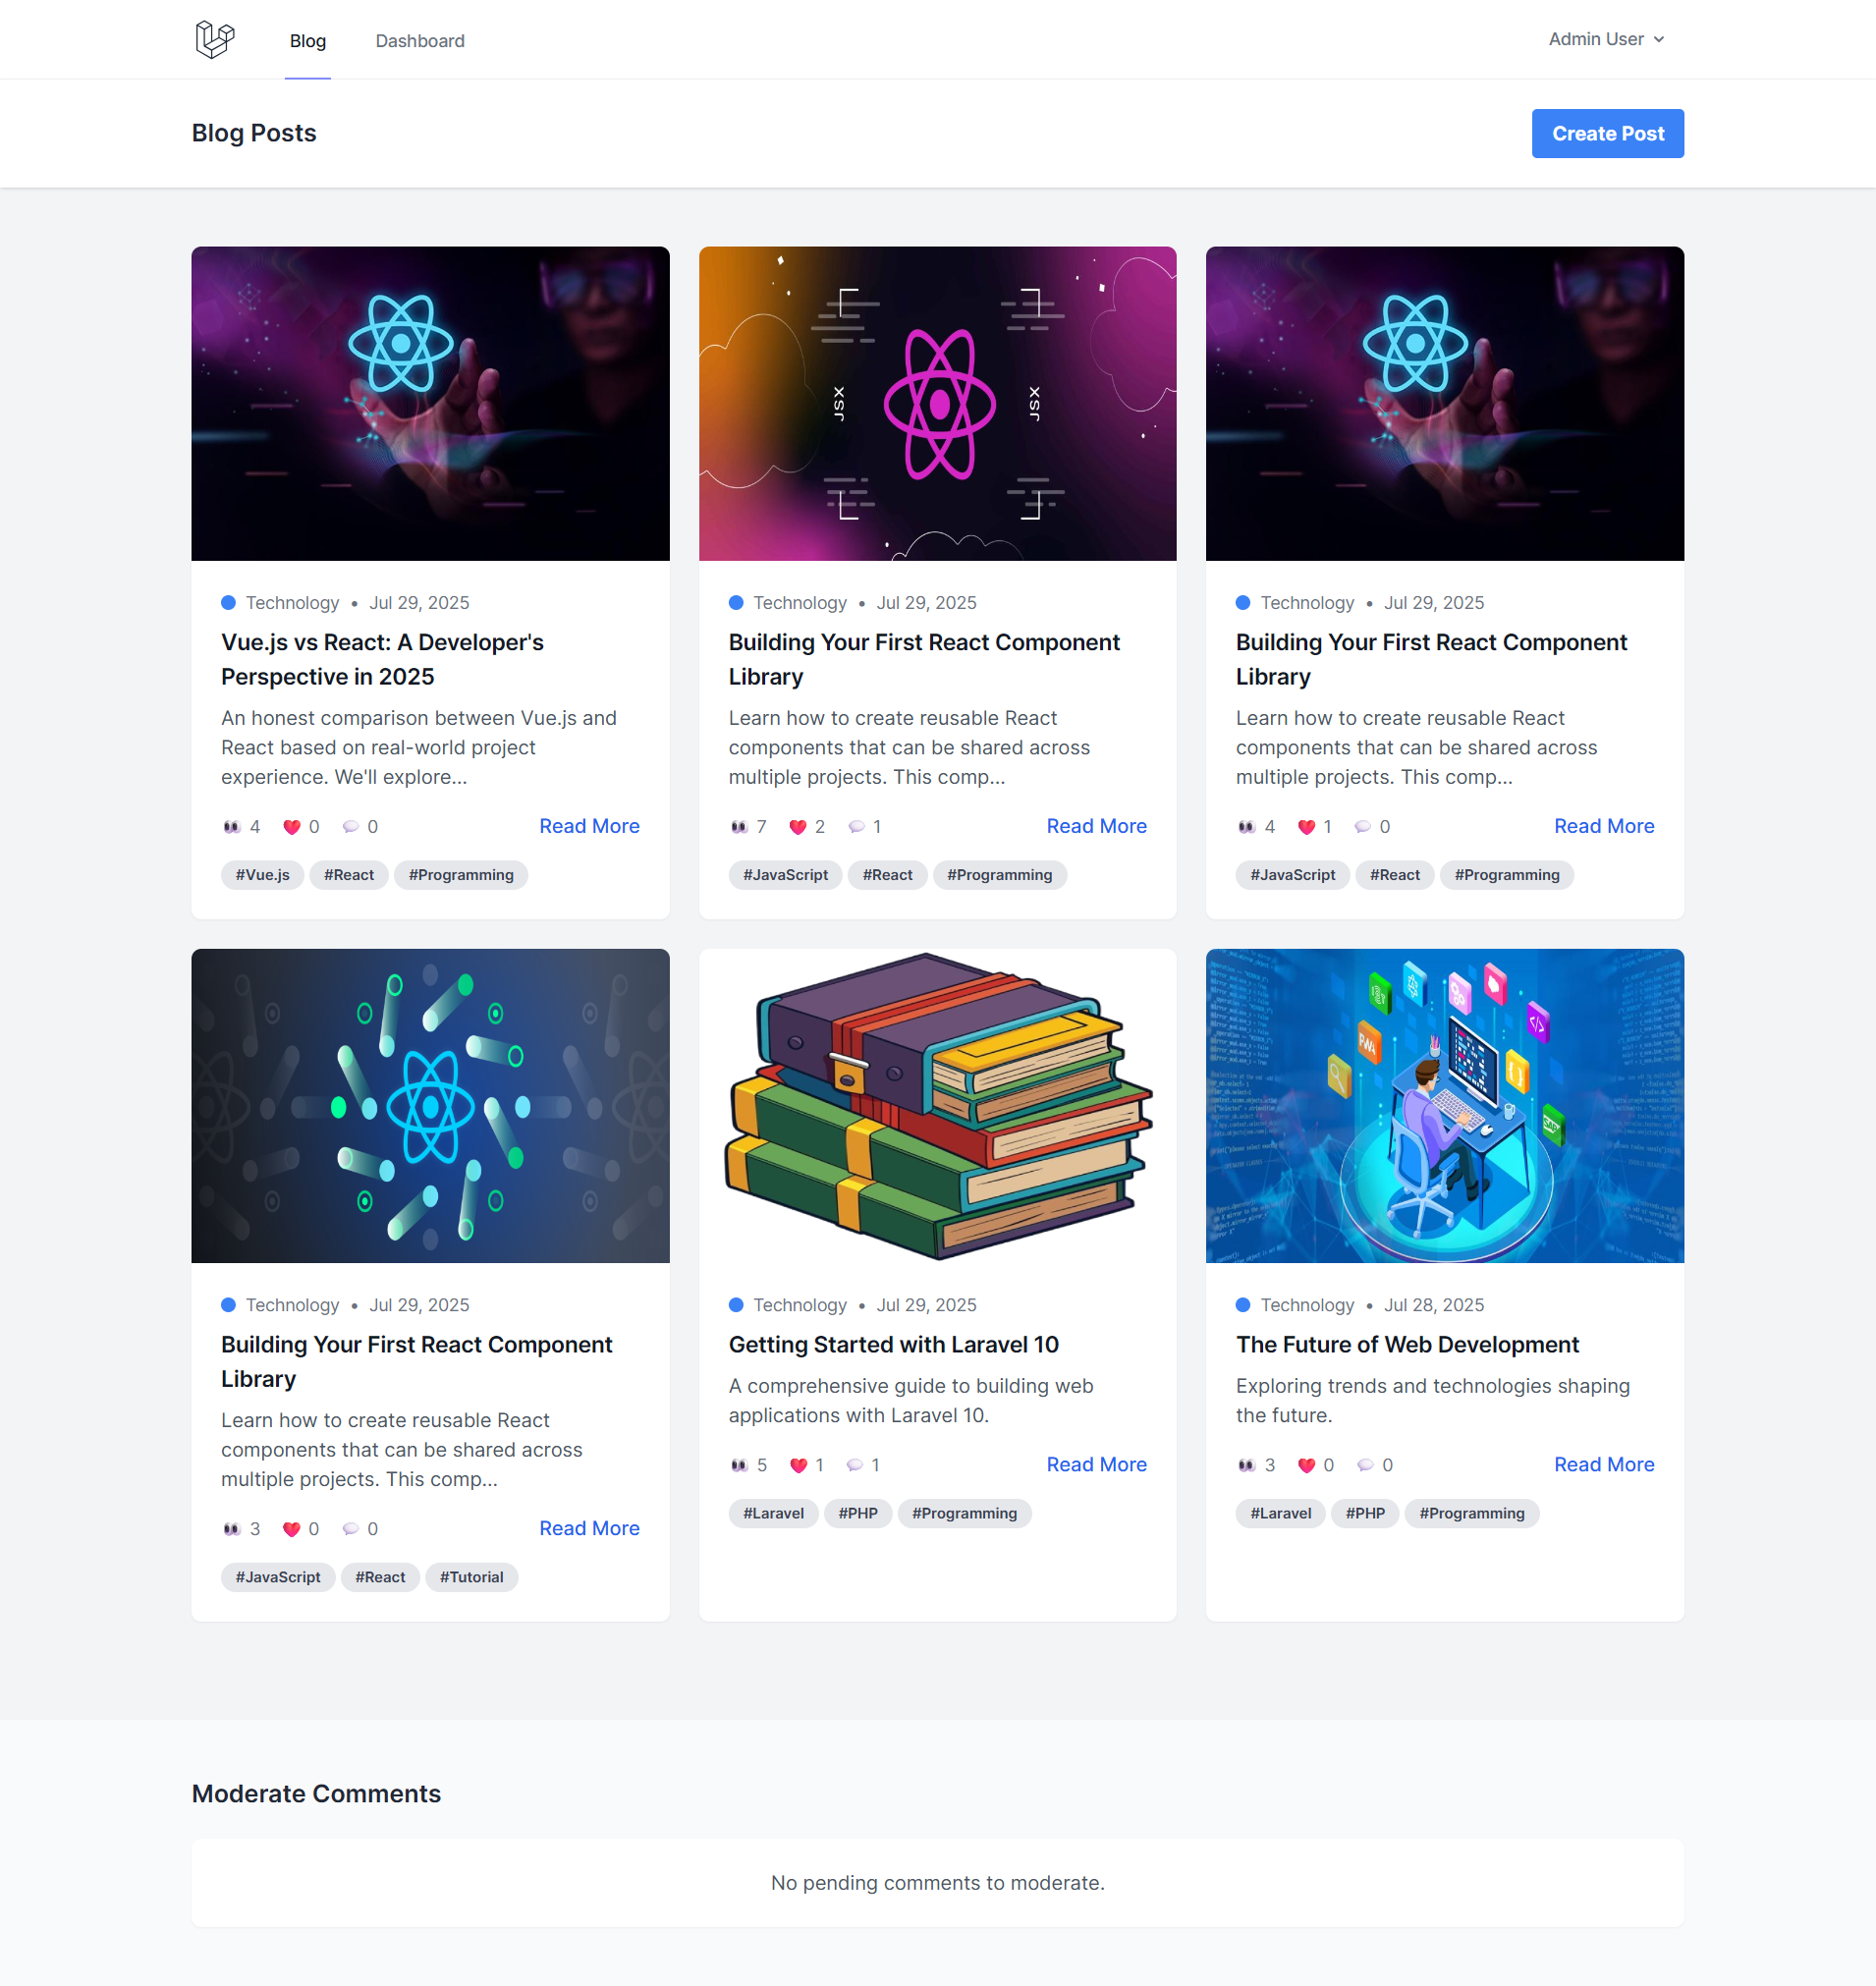 Blog
Dashboard
Admin User
Blog Posts
Create Post
JSX
JSX
Technology • Jul 29, 2025
Vue.js vs React: A Developer's
Perspective in 2025
An honest comparison between Vue.js and
React based on real-world project
experience. We'll explore...
4 0 0
Read More
#Vue.js #React #Programming
Technology • Jul 29, 2025
Building Your First React Component
Library
Learn how to create reusable React
components that can be shared across
multiple projects. This comp...
7 2 1
Read More
#JavaScript #React #Programming
Technology • Jul 29, 2025
Building Your First React Component
Library
Learn how to create reusable React
components that can be shared across
multiple projects. This comp...
4 1 0
Read More
#JavaScript #React #Programming
Technology • Jul 29, 2025
Building Your First React Component
Library
Learn how to create reusable React
components that can be shared across
multiple projects. This comp...
3 0 0
Read More
#JavaScript #React #Tutorial
Technology • Jul 29, 2025
Getting Started with Laravel 10
A comprehensive guide to building web
applications with Laravel 10.
5 1 1
Read More
#Laravel #PHP #Programming
PWA
</>
{ }
Technology • Jul 28, 2025
The Future of Web Development
Exploring trends and technologies shaping
the future.
3 0 0
Read More
#Laravel #PHP #Programming
Moderate Comments
No pending comments to moderate.